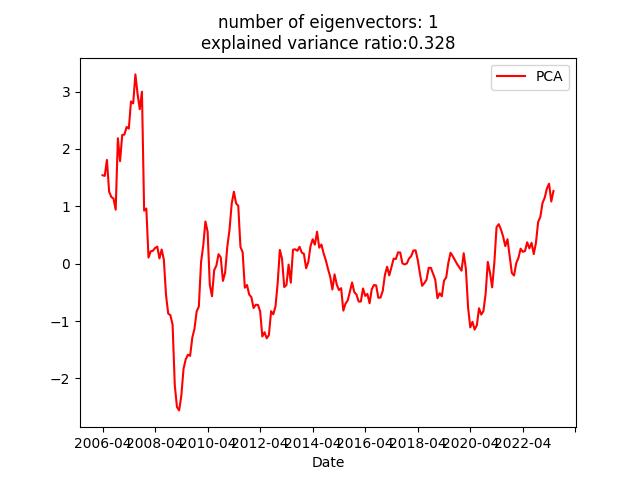 number of eigenvectors: 1
explained variance ratio:0.328
PCA
3
2
1
0
−1
−2
2006-04 2008-04 2010-04 2012-04 2014-04 2016-04 2018-04 2020-04 2022-04
Date